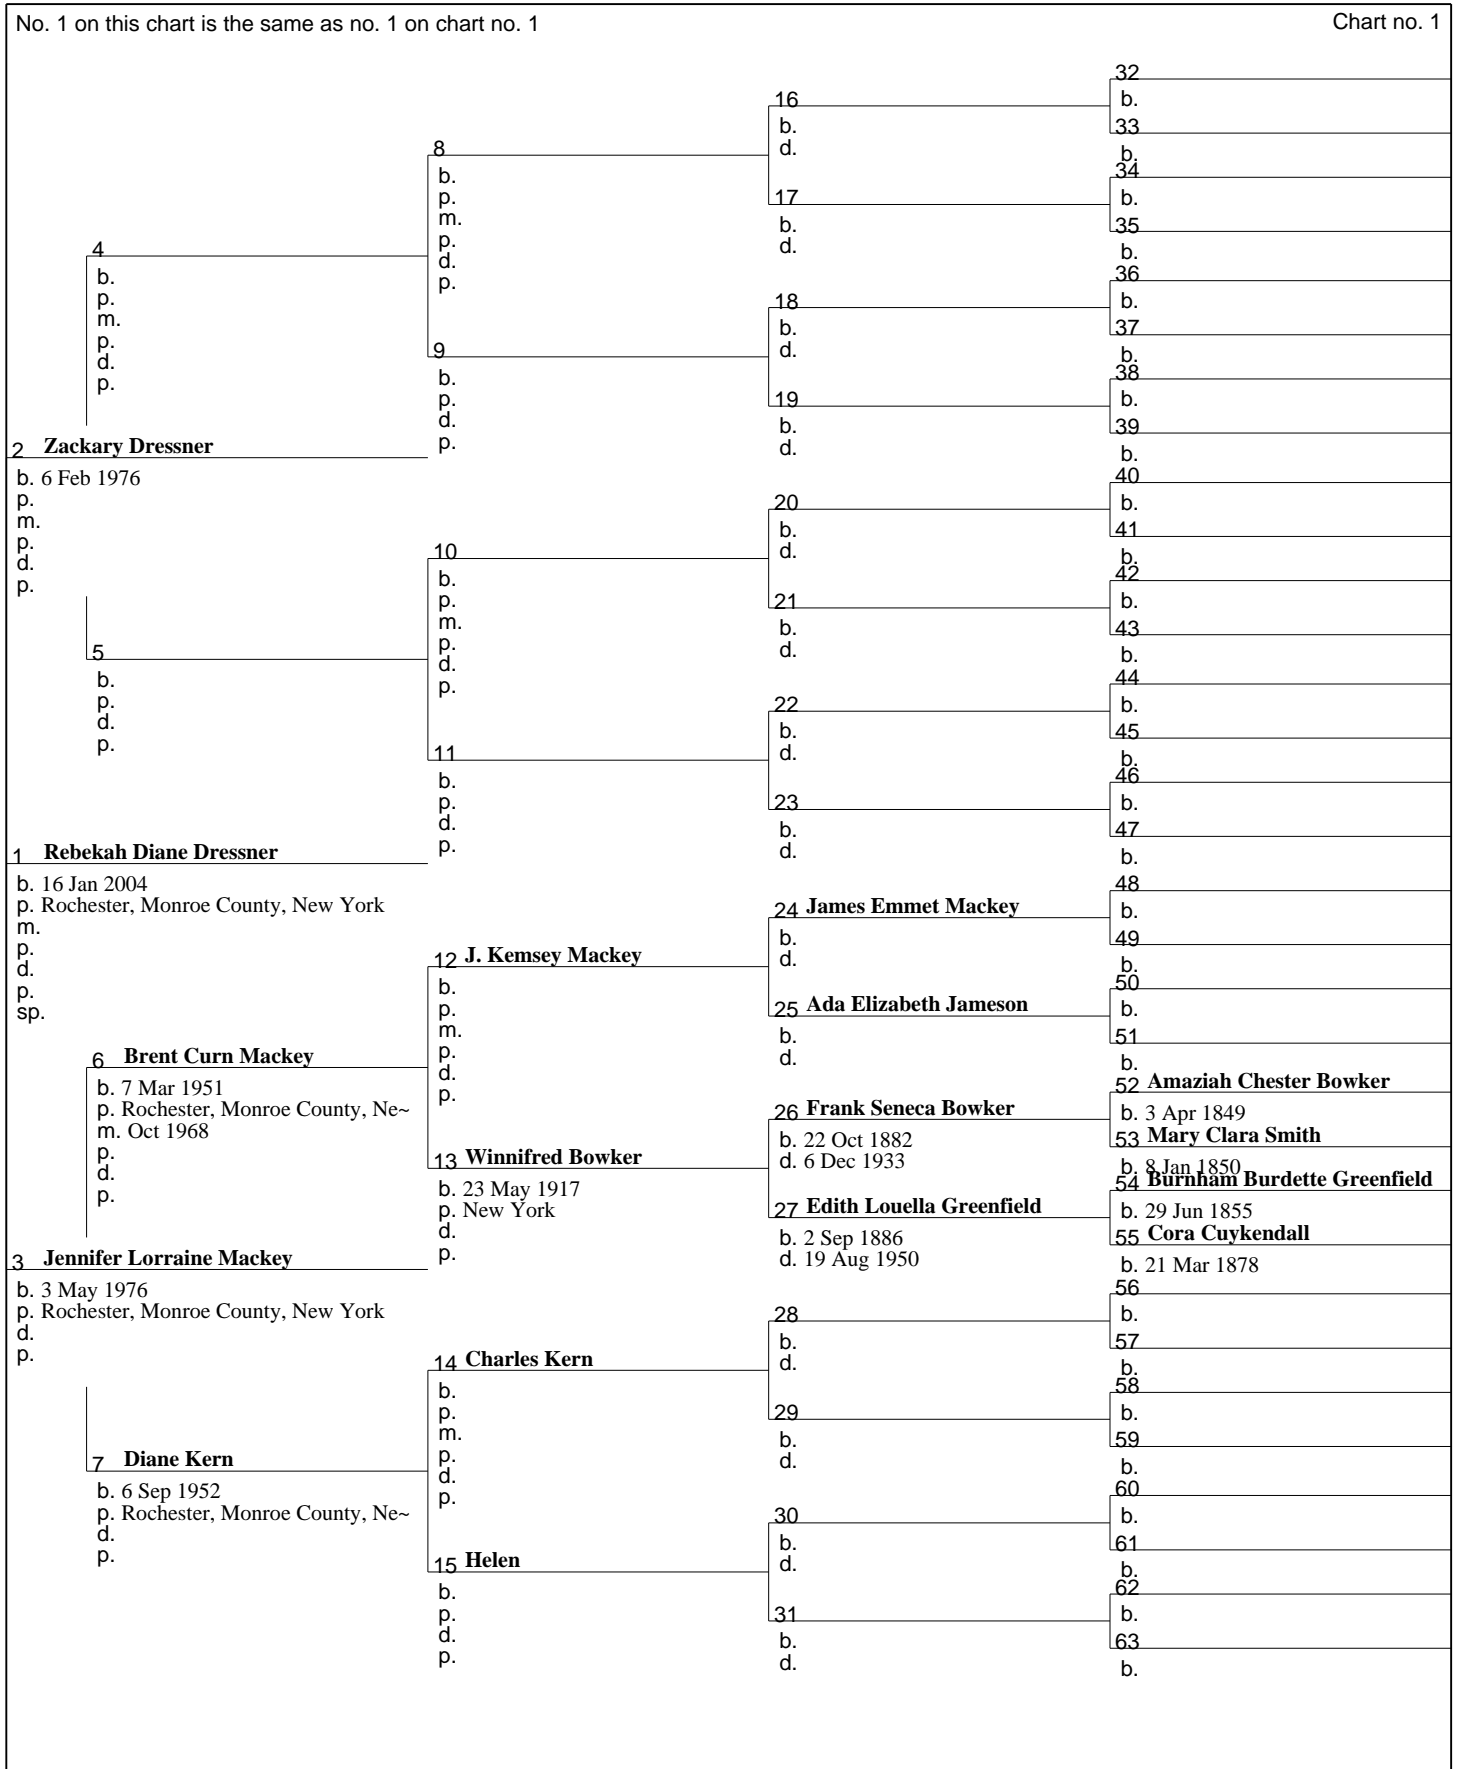 No. 1 on this chart is the same as no. 1 on chart no. 1
Chart no. 1
2 Zackary Dressner
b. 6 Feb 1976
p.
m.
p.
d.
p.
1 Rebekah Diane Dressner
b. 16 Jan 2004
p. Rochester, Monroe County, New York
m.
p.
d.
p.
sp.
3 Jennifer Lorraine Mackey
b. 3 May 1976
p. Rochester, Monroe County, New York
d.
p.
4
b.
p.
m.
p.
d.
p.
5
b.
p.
d.
p.
6 Brent Curn Mackey
b. 7 Mar 1951
p. Rochester, Monroe County, Ne~
m. Oct 1968
p.
d.
p.
7 Diane Kern
b. 6 Sep 1952
p. Rochester, Monroe County, Ne~
d.
p.
8
b.
p.
m.
p.
d.
p.
9
b.
p.
d.
p.
10
b.
p.
m.
p.
d.
p.
11
b.
p.
d.
p.
12 J. Kemsey Mackey
b.
p.
m.
p.
d.
p.
13 Winnifred Bowker
b. 23 May 1917
p. New York
d.
p.
14 Charles Kern
b.
p.
m.
p.
d.
p.
15 Helen
b.
p.
d.
p.
16
b.
d.
17
b.
d.
18
b.
d.
19
b.
d.
20
b.
d.
21
b.
d.
22
b.
d.
23
b.
d.
24 James Emmet Mackey
b.
d.
25 Ada Elizabeth Jameson
b.
d.
26 Frank Seneca Bowker
b. 22 Oct 1882
d. 6 Dec 1933
27 Edith Louella Greenfield
b. 2 Sep 1886
d. 19 Aug 1950
28
b.
d.
29
b.
d.
30
b.
d.
31
b.
d.
32
b.
33
b.
34
b.
35
b.
36
b.
37
b.
38
b.
39
b.
40
b.
41
b.
42
b.
43
b.
44
b.
45
b.
46
b.
47
b.
48
b.
49
b.
50
b.
51
b.
52 Amaziah Chester Bowker
b. 3 Apr 1849
53 Mary Clara Smith
b. 8 Jan 1850
54 Burnham Burdette Greenfield
b. 29 Jun 1855
55 Cora Cuykendall
b. 21 Mar 1878
56
b.
57
b.
58
b.
59
b.
60
b.
61
b.
62
b.
63
b.